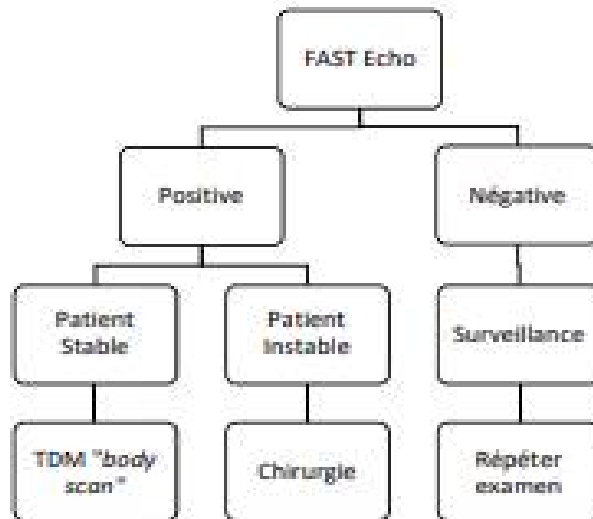 FAST Echo
Positive
Négative
Patient
Stable
Patient
Instable
Surveillance
TDM "body
scan"
Chirurgie
Répéter
examen